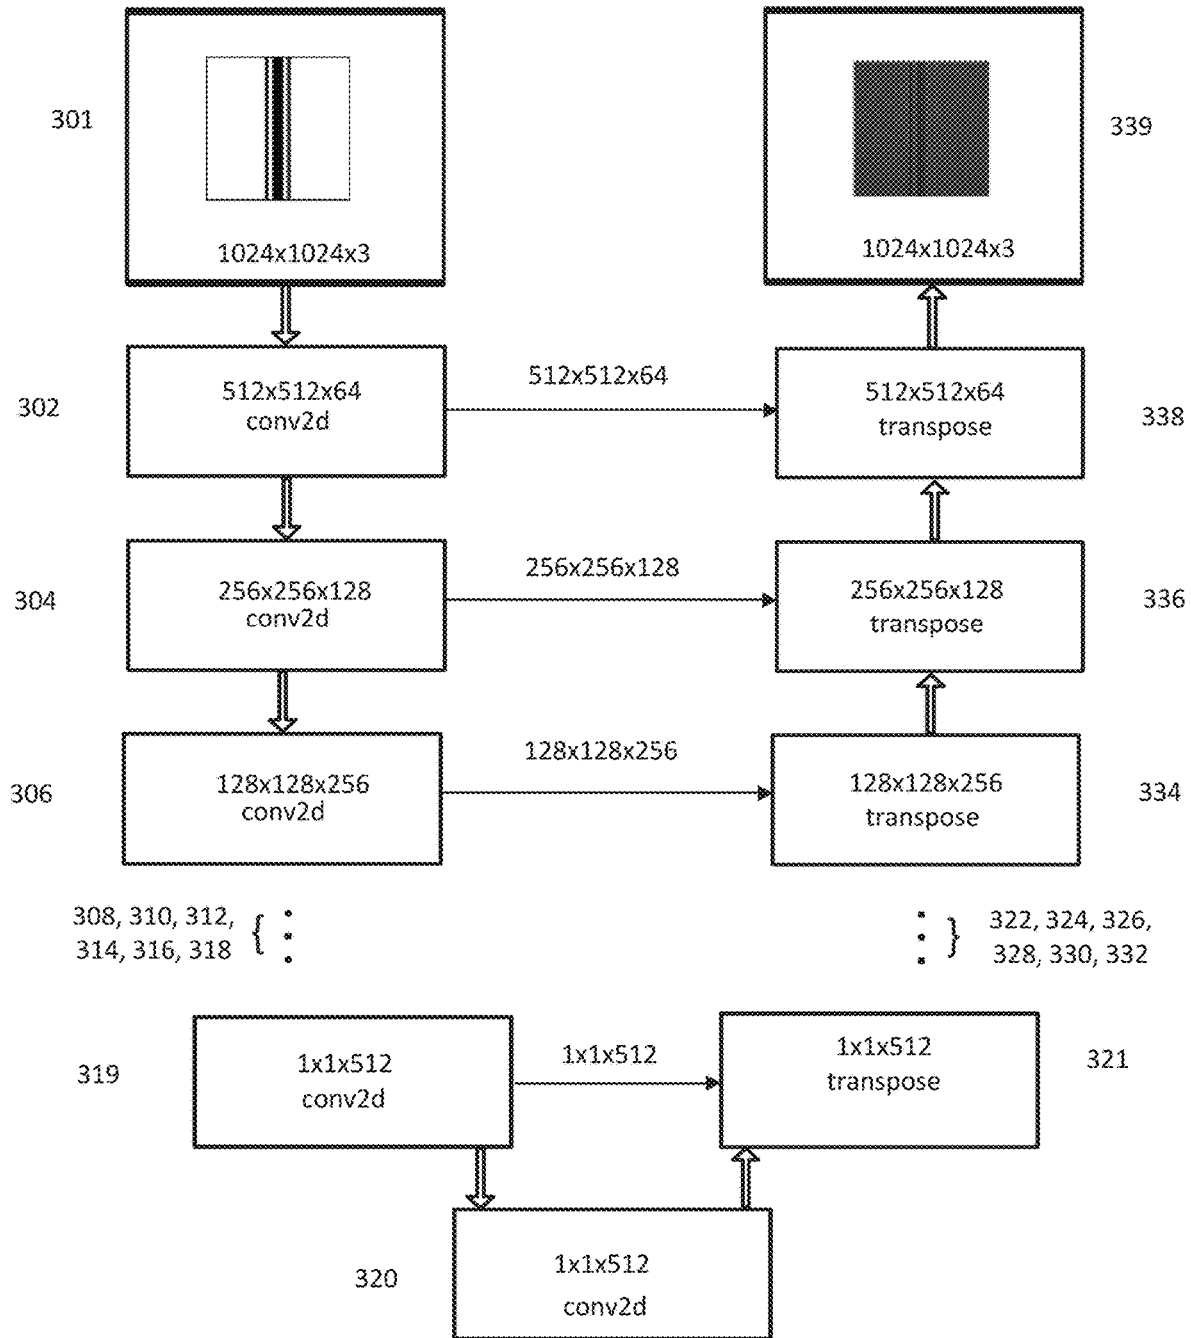 301
1024x1024x3
1024x1024x3
339
302
512x512x64
conv2d
512x512x64
512x512x64
transpose
338
304
256x256x128
conv2d
256x256x128
256x256x128
transpose
336
306
128x128x256
conv2d
128x128x256
128x128x256
transpose
334
308, 310, 312,
314, 316, 318
{
}
322, 324, 326,
328, 330, 332
319
1x1x512
conv2d
1x1x512
1x1x512
transpose
321
320
1x1x512
conv2d